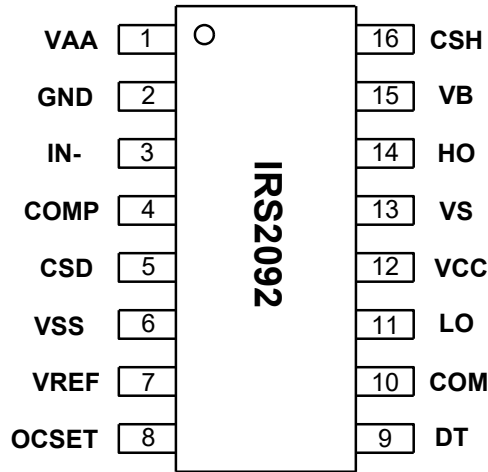 VAA 1 16 CSH
GND 2 15 VB
IN- 3 14 HO
COMP 4 13 VS
CSD 5 12 VCC
VSS 6 11 LO
VREF 7 10 COM
OCSET 8 9 DT
IRS2092